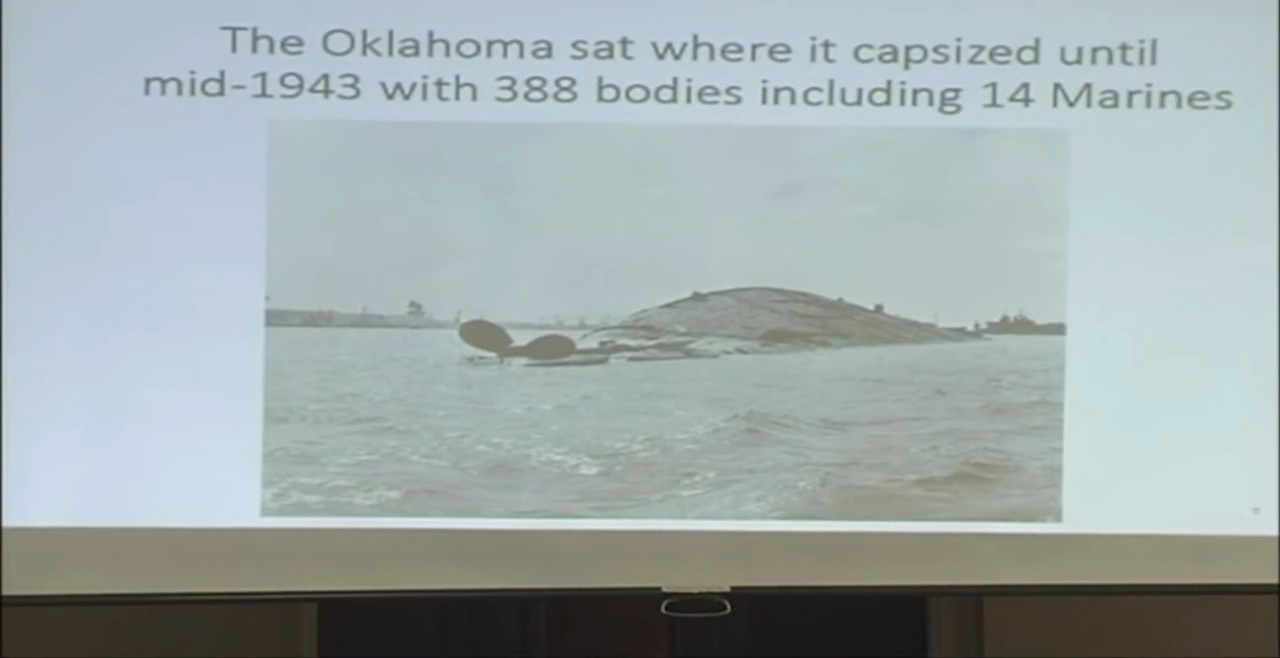 The Oklahoma sat where it capsized until
mid-1943 with 388 bodies including 14 Marines